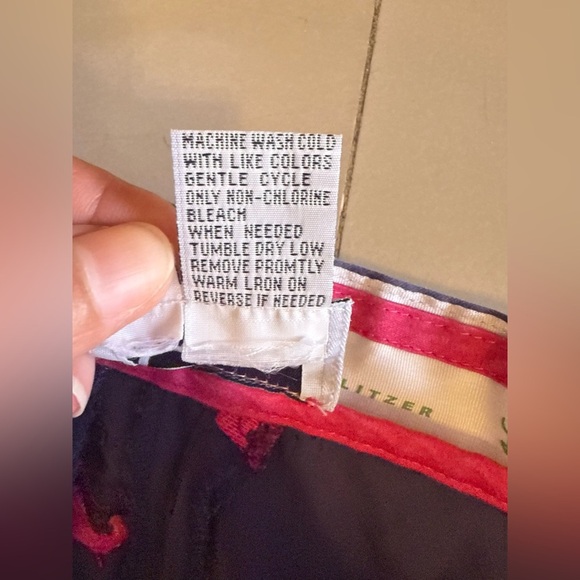 MACHINE WASH COLD
WITH LIKE COLORS
GENTLE CYCLE
ONLY NON-CHLORINE
BLEACH
WHEN NEEDED
TUMBLE DRY LOW
REMOVE PROMTLY
WARM LRON ON
REVERSE IF NEEDED
LITZER